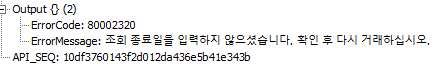 Output {} (2)
ErrorCode: 80002320
ErrorMessage: 조회 종료일을 입력하지 않으셨습니다. 확인 후 다시 거래하십시오.
API_SEQ: 10df3760143f2d012da436e5b41e343b